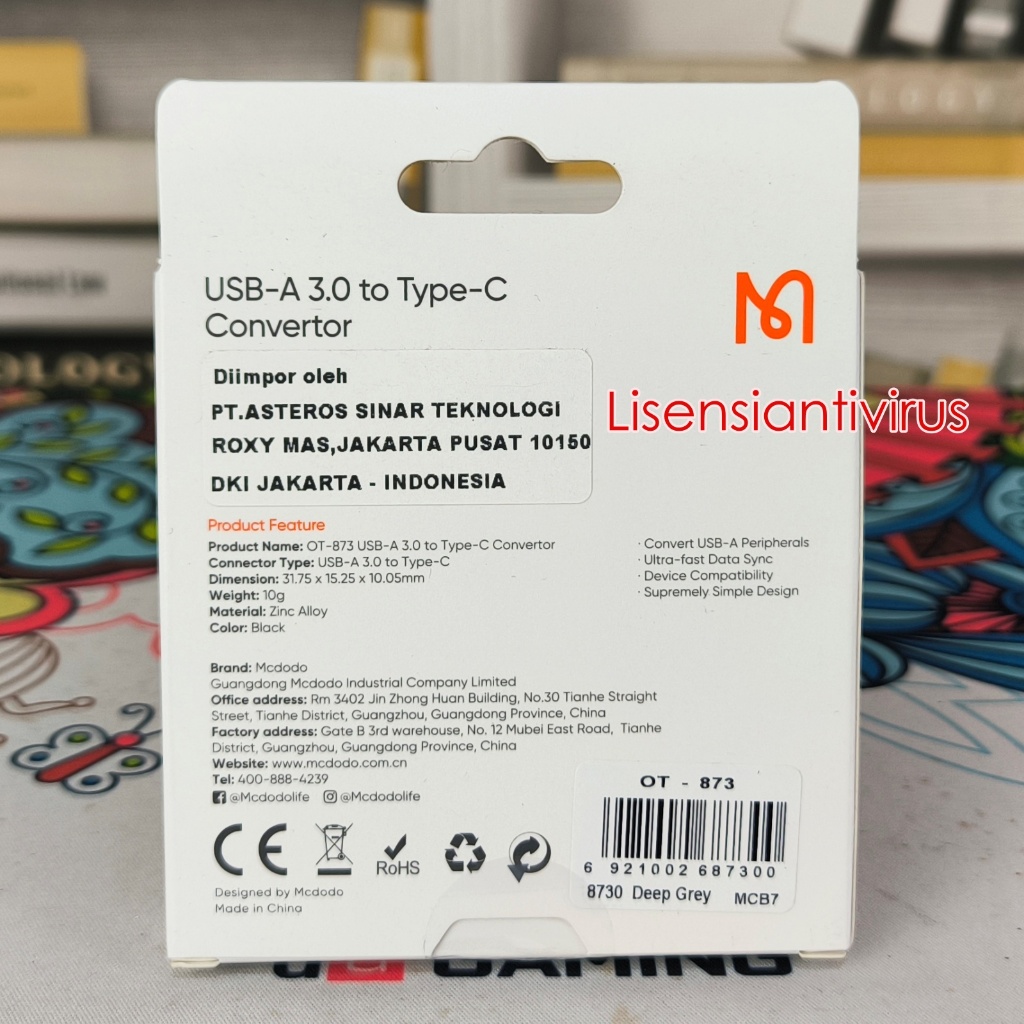 USB-A 3.0 to Type-C
Convertor
Diimpor oleh
PT.ASTEROS SINAR TEKNOLOGI
ROXY MAS,JAKARTA PUSAT 10150
DKI JAKARTA - INDONESIA
Lisensiantivirus
Product Feature
Product Name: OT-873 USB-A 3.0 to Type-C Convertor
Connector Type: USB-A 3.0 to Type-C
Dimension: 31.75 x 15.25 x 10.05mm
Weight: 10g
Material: Zinc Alloy
Color: Black
· Convert USB-A Peripherals
· Ultra-fast Data Sync
· Device Compatibility
· Supremely Simple Design
Brand: Mcdodo
Guangdong Mcdodo Industrial Company Limited
Office address: Rm 3402 Jin Zhong Huan Building, No.30 Tianhe Straight
Street, Tianhe District, Guangzhou, Guangdong Province, China
Factory address: Gate B 3rd warehouse, No. 12 Mubei East Road, Tianhe
District, Guangzhou, Guangdong Province, China
Website: www.mcdodo.com.cn
Tel: 400-888-4239
@Mcdodolife @Mcdodolife
CE
RoHS
Designed by Mcdodo
Made in China
OT - 873
6 921002 687300
8730 Deep Grey MCB7
GAMING